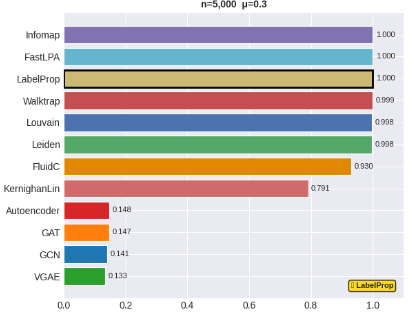 n=5,000 μ=0.3
Infomap 1.000
FastLPA 1.000
LabelProp 1.000
Walktrap 0.999
Louvain 0.998
Leiden 0.998
FluidC 0.930
KernighanLin 0.791
Autoencoder 0.148
GAT 0.147
GCN 0.141
VGAE 0.133
LabelProp
0.0 0.2 0.4 0.6 0.8 1.0